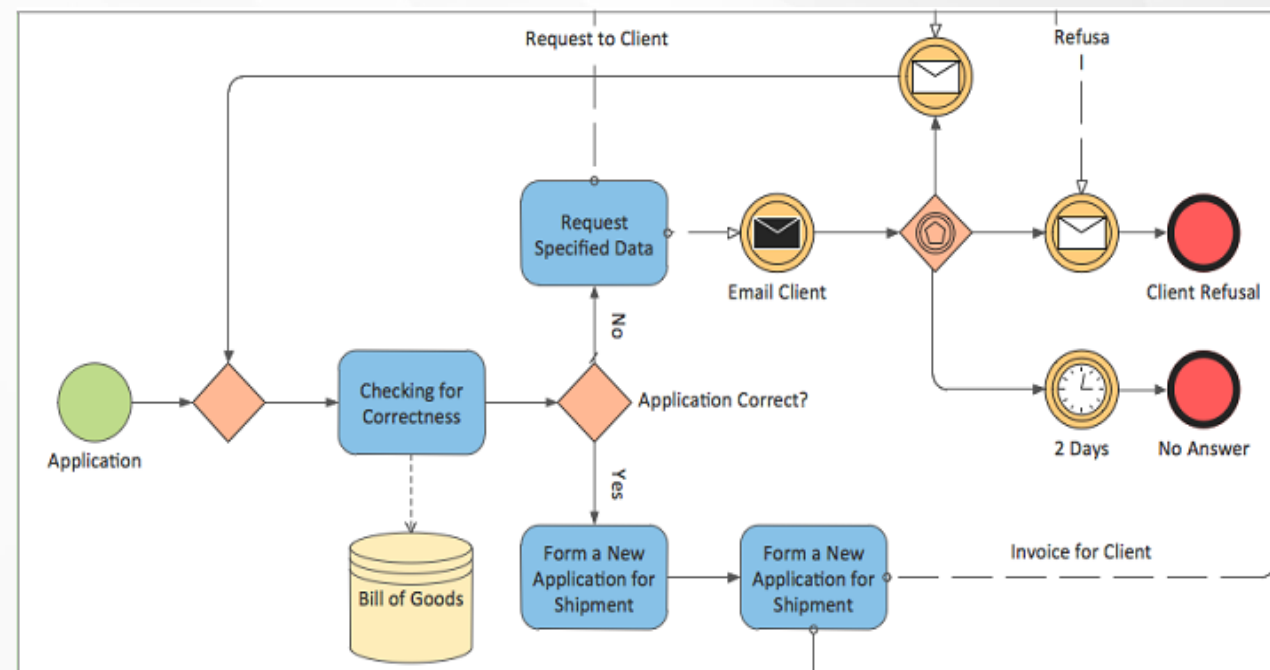 Request to Client
Refusa
Request
Specified Data
Email Client
Client Refusal
No
Application
Checking for
Correctness
Application Correct?
2 Days
No Answer
Yes
Bill of Goods
Form a New
Application for
Shipment
Form a New
Application for
Shipment
Invoice for Client